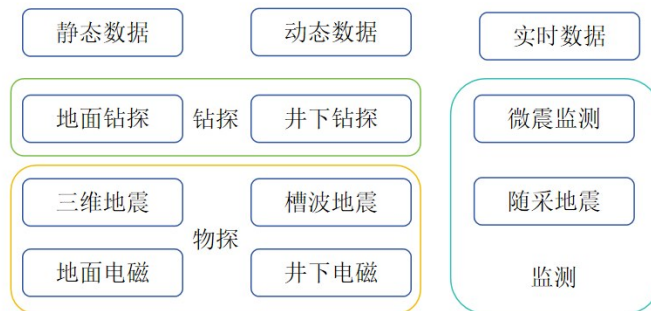 静态数据 动态数据 实时数据
地面钻探 钻探 井下钻探 微震监测
三维地震 槽波地震 随采地震
物探
地面电磁 井下电磁 监测